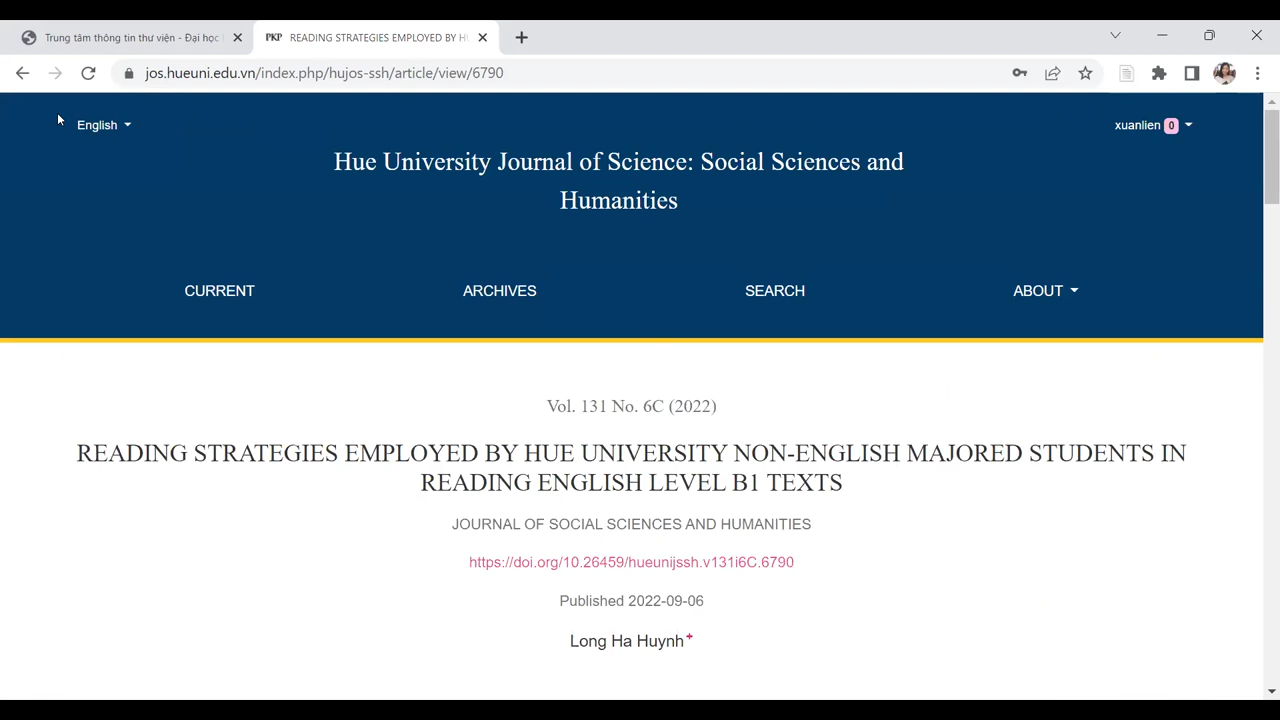 Trung tâm thông tin thư viện - Đại học
PKP READING STRATEGIES EMPLOYED BY H
jos.hueuni.edu.vn/index.php/hujos-ssh/article/view/6790
English
xuanlien 0
Hue University Journal of Science: Social Sciences and
Humanities
CURRENT ARCHIVES SEARCH ABOUT
Vol. 131 No. 6C (2022)
READING STRATEGIES EMPLOYED BY HUE UNIVERSITY NON-ENGLISH MAJORED STUDENTS IN
READING ENGLISH LEVEL B1 TEXTS
JOURNAL OF SOCIAL SCIENCES AND HUMANITIES
https://doi.org/10.26459/hueunijssh.v131i6C.6790
Published 2022-09-06
Long Ha Huynh+